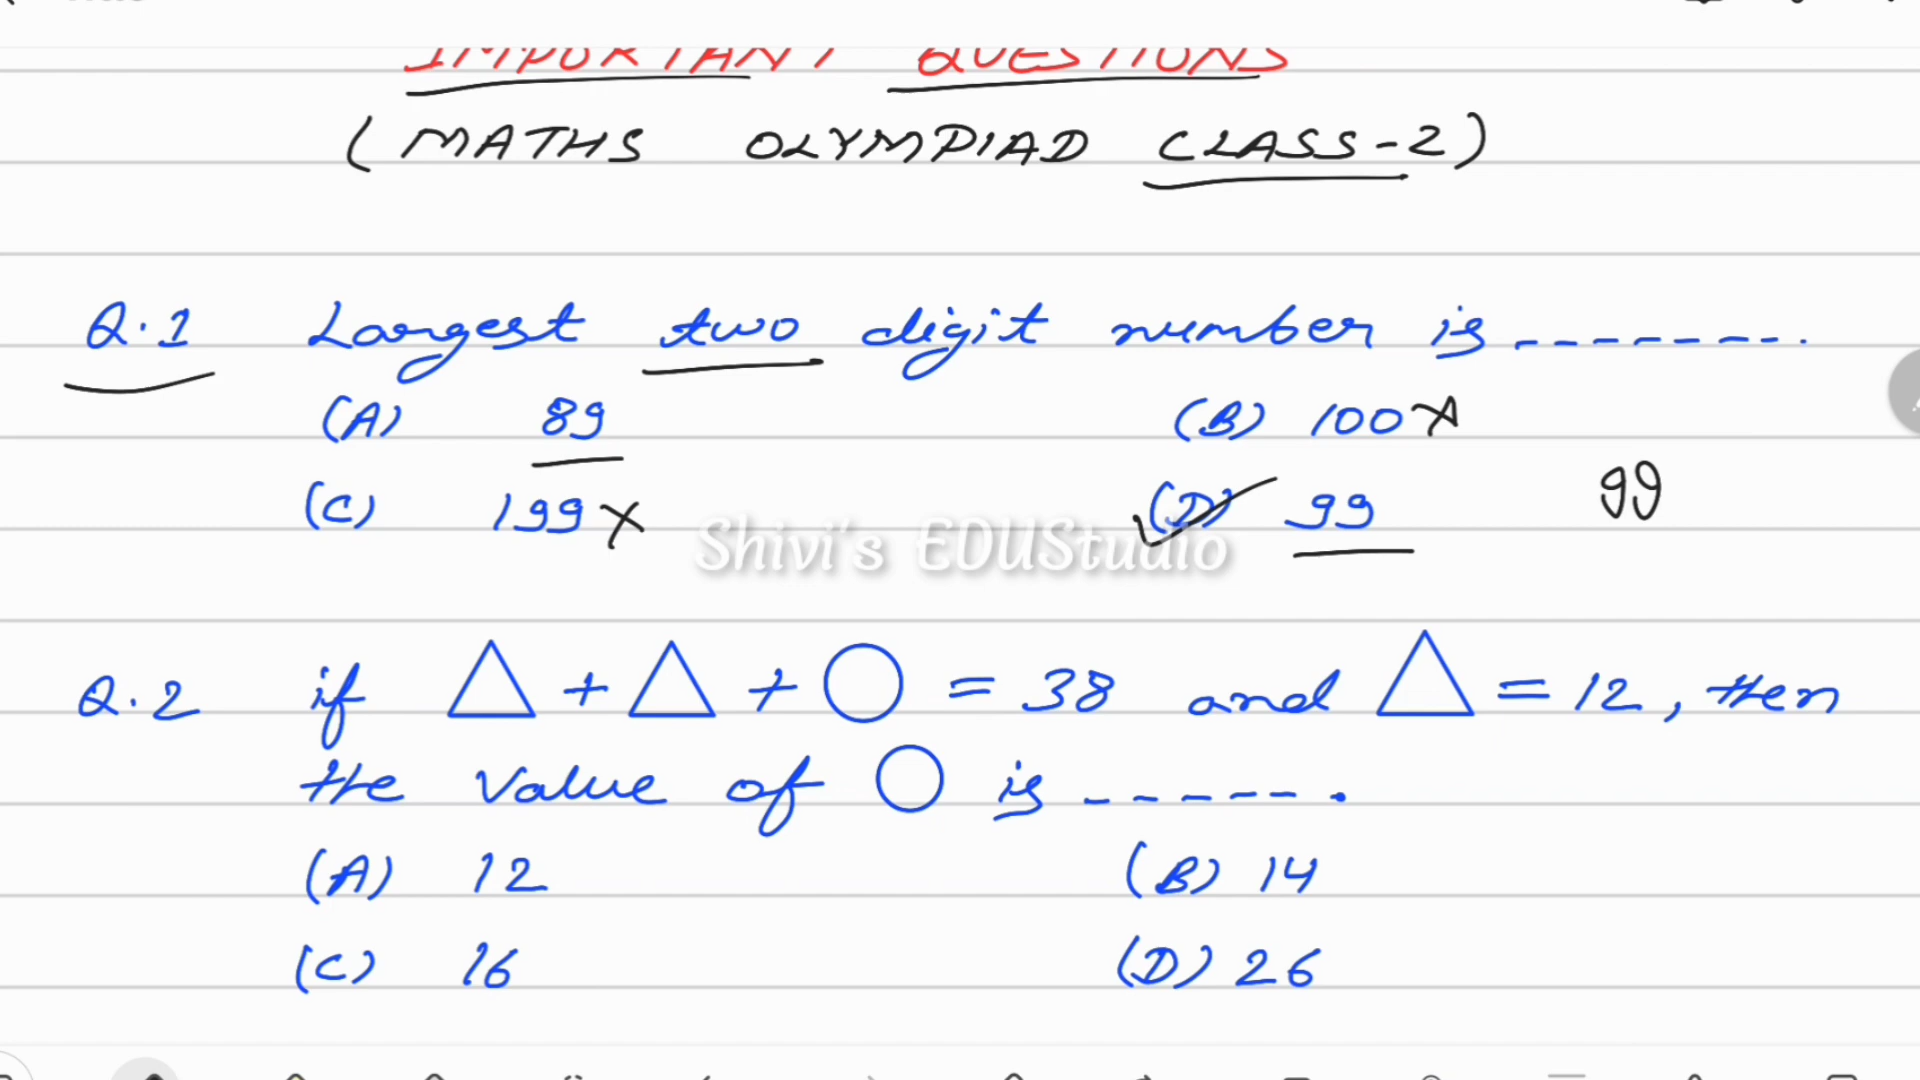 IMPORTANT QUESTIONS
(MATHS OLYMPIAD CLASS-2)
Q.1 Largest two digit number is --------.
(A) 89 (B) 100 X
(C) 199 X (D) 99 99
Shivi's EDUStudio
Q.2 if △ + △ + ○ = 38 and △ = 12, then
the value of ○ is ------.
(A) 12 (B) 14
(C) 16 (D) 26